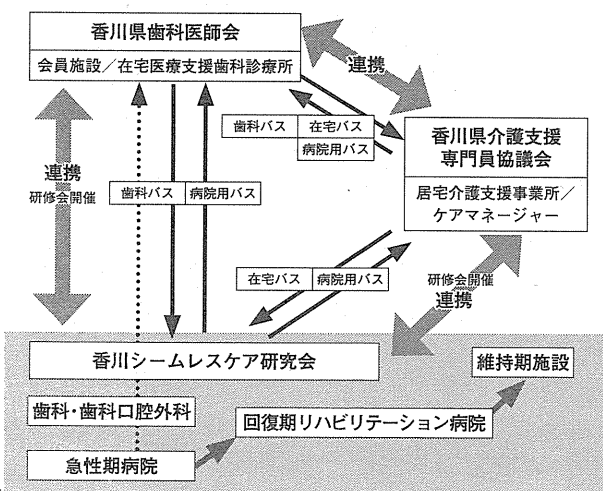 香川県歯科医師会
会員施設／在宅医療支援歯科診療所
連携
歯科パス 在宅パス
病院用パス
香川県介護支援
専門員協議会
居宅介護支援事業所／
ケアマネージャー
連携
研修会開催
歯科パス 病院用パス
在宅パス 病院用パス
研修会開催
連携
香川シームレスケア研究会
維持期施設
歯科・歯科口腔外科
回復期リハビリテーション病院
急性期病院